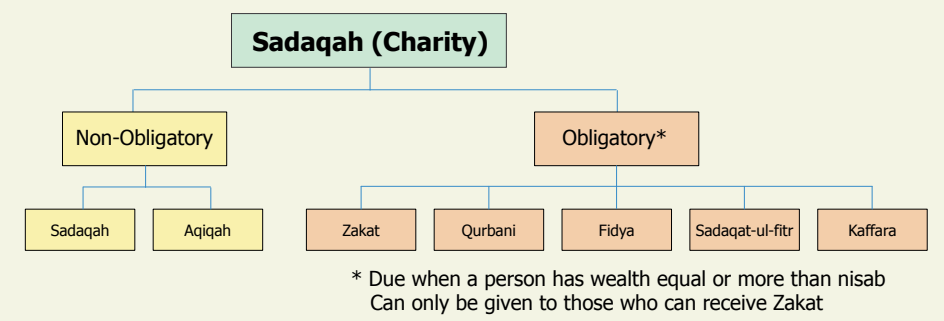 Sadaqah (Charity)
Non-Obligatory
Obligatory*
Sadaqah
Aqiqah
Zakat
Qurbani
Fidya
Sadaqat-ul-fitr
Kaffara
* Due when a person has wealth equal or more than nisab
Can only be given to those who can receive Zakat